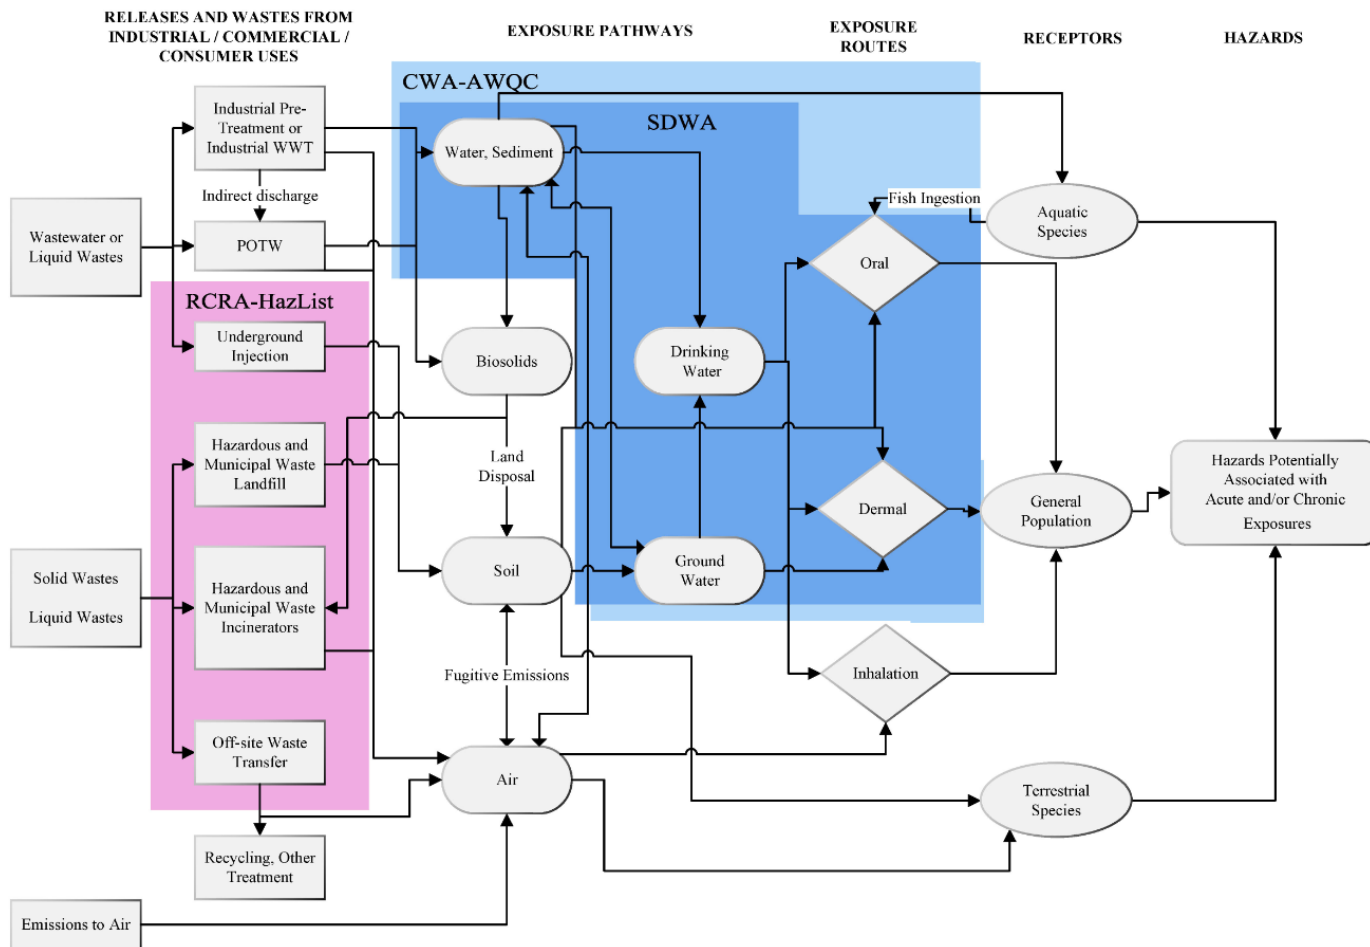 RELEASES AND WASTES FROM
INDUSTRIAL / COMMERCIAL /
CONSUMER USES
EXPOSURE PATHWAYS
EXPOSURE
ROUTES
RECEPTORS
HAZARDS
CWA-AWQC
SDWA
Industrial Pre-
Treatment or
Industrial WWT
Water, Sediment
Indirect discharge
Fish Ingestion
Aquatic
Species
Wastewater or
Liquid Wastes
POTW
Oral
RCRA-HazList
Underground
Injection
Biosolids
Drinking
Water
Hazardous and
Municipal Waste
Landfill
Land
Disposal
Hazards Potentially
Associated with
Acute and/or Chronic
Exposures
Dermal
General
Population
Solid Wastes
Liquid Wastes
Hazardous and
Municipal Waste
Incinerators
Soil
Ground
Water
Fugitive Emissions
Inhalation
Off-site Waste
Transfer
Air
Terrestrial
Species
Recycling, Other
Treatment
Emissions to Air